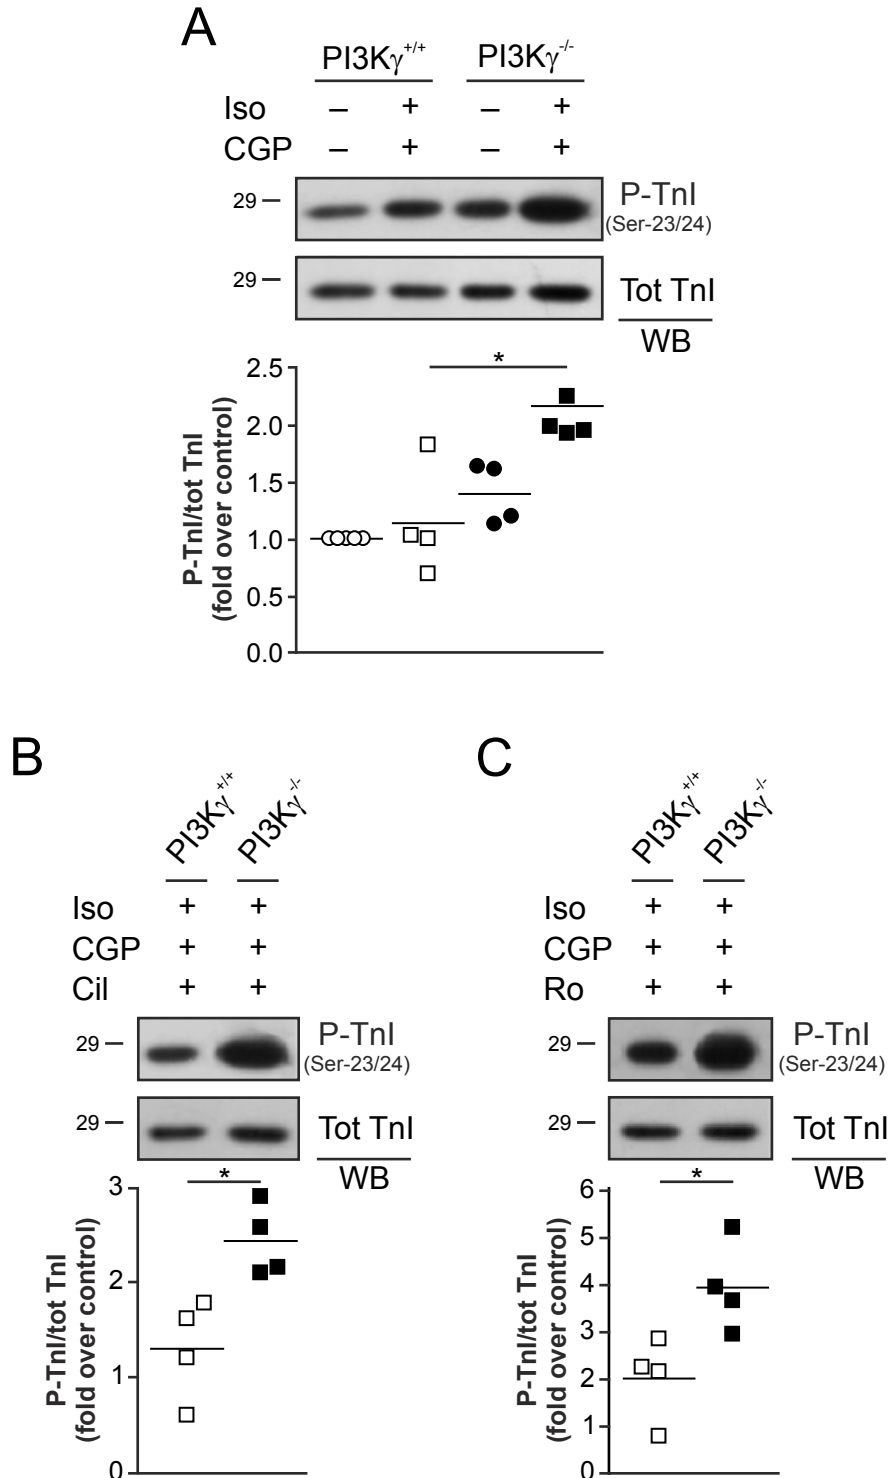 A
PI3Kγ+/+ PI3Kγ-/-
Iso – + – +
CGP – + – +
29 P-TnI
(Ser-23/24)
29 Tot TnI
WB
*
P-TnI/tot TnI
(fold over control)
2.5
2.0
1.5
1.0
0.5
0.0
B
PI3Kγ+/+ PI3Kγ-/-
Iso + +
CGP + +
Cil + +
29 P-TnI
(Ser-23/24)
29 Tot TnI
WB
*
P-TnI/tot TnI
(fold over control)
3
2
1
0
C
PI3Kγ+/+ PI3Kγ-/-
Iso + +
CGP + +
Ro + +
29 P-TnI
(Ser-23/24)
29 Tot TnI
WB
*
P-TnI/tot TnI
(fold over control)
6
5
4
3
2
1
0